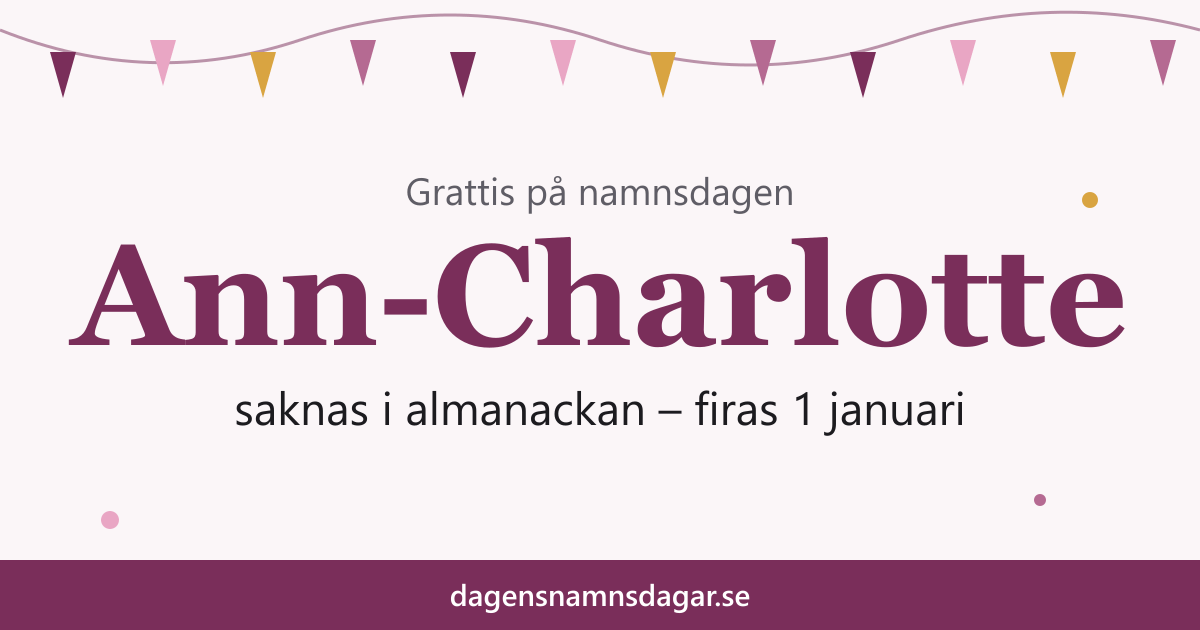 Grattis på namnsdagen
Ann-Charlotte
saknas i almanackan – firas 1 januari
dagensnamnsdagar.se